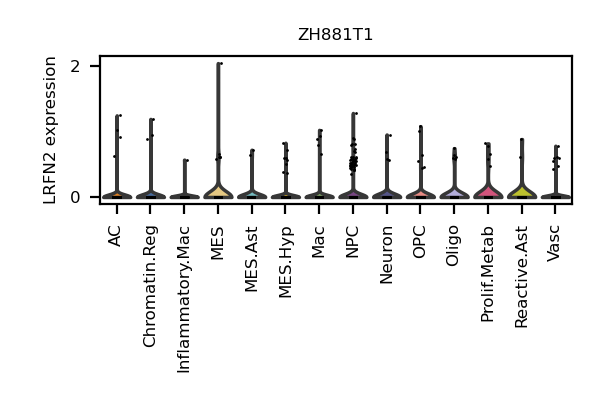 ZH881T1
LRFN2 expression
2
0
AC
Chromatin.Reg
Inflammatory.Mac
MES
MES.Ast
MES.Hyp
Mac
NPC
Neuron
OPC
Oligo
Prolif.Metab
Reactive.Ast
Vasc